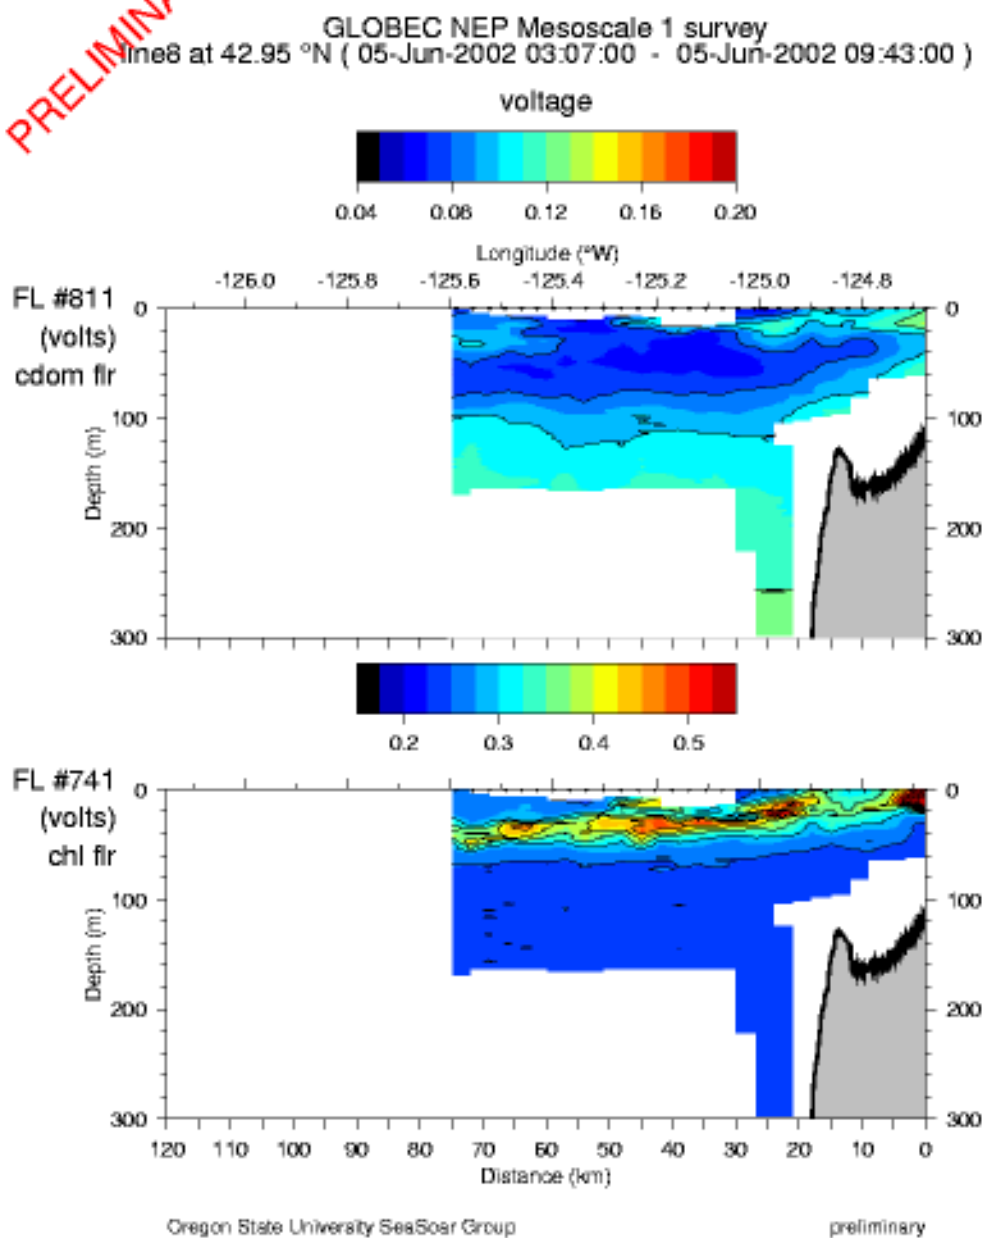 PRELIMINA
GLOBEC NEP Mesoscale 1 survey
line8 at 42.95 °N ( 05-Jun-2002 03:07:00 - 05-Jun-2002 09:43:00 )
voltage
0.04 0.08 0.12 0.16 0.20
Longitude (°W)
-126.0 -125.8 -125.6 -125.4 -125.2 -125.0 -124.8
FL #811
(volts)
cdom flr
0 0
100 100
200 200
300 300
Depth (m)
0.2 0.3 0.4 0.5
FL #741
(volts)
chl flr
0 0
100 100
200 200
300 300
Depth (m)
120 110 100 90 80 70 60 50 40 30 20 10 0
Distance (km)
Oregon State University SeaSoar Group preliminary